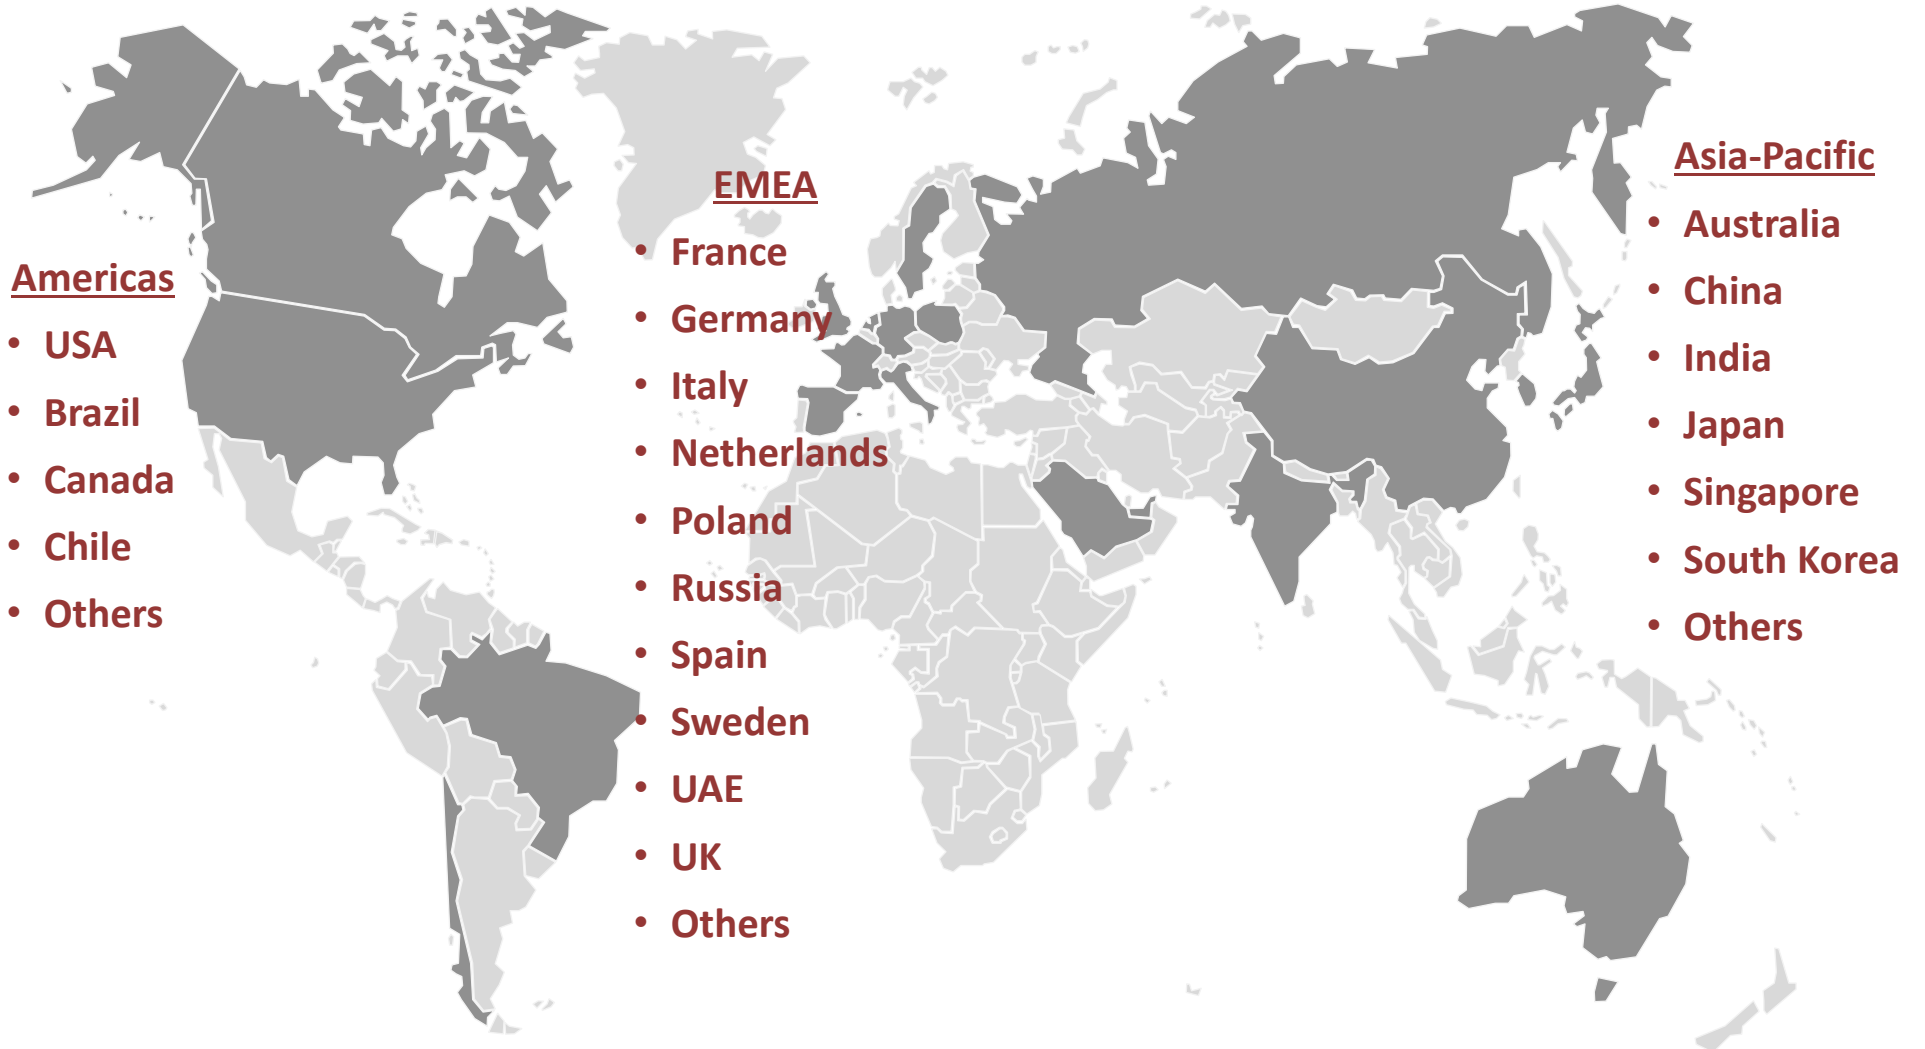 Americas
• USA
• Brazil
• Canada
• Chile
• Others
EMEA
• France
• Germany
• Italy
• Netherlands
• Poland
• Russia
• Spain
• Sweden
• UAE
• UK
• Others
Asia-Pacific
• Australia
• China
• India
• Japan
• Singapore
• South Korea
• Others